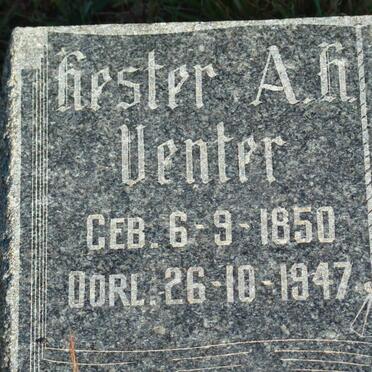 Hester A.H.
Venter
GEB. 6-9-1850
OORL. 26-10-1947